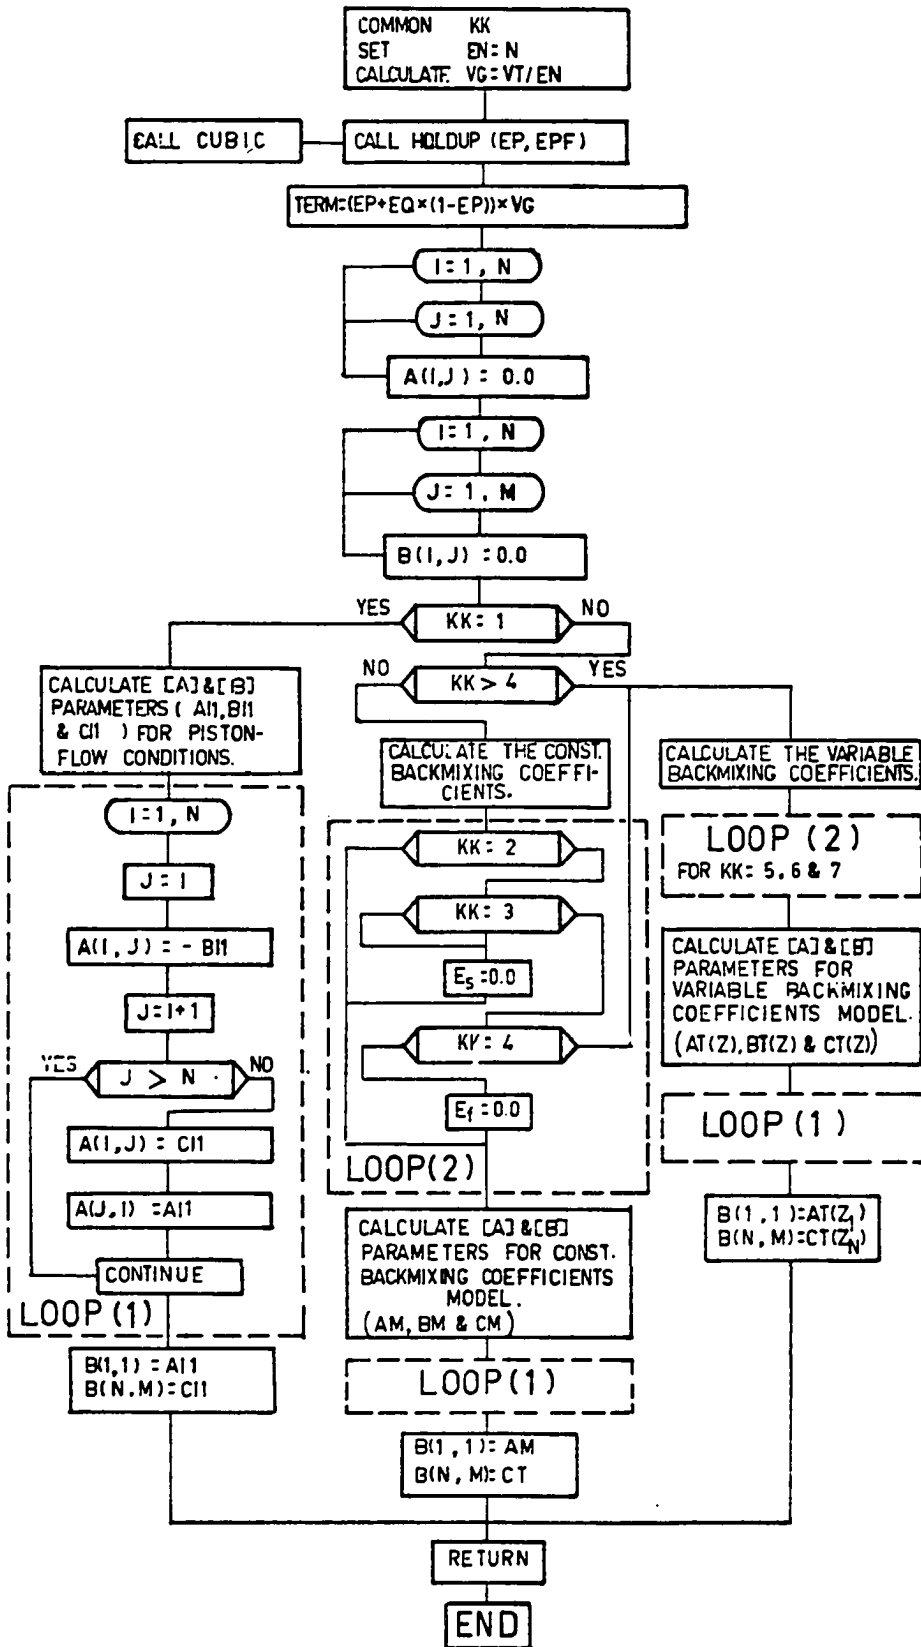 COMMON KK
SET EN=N
CALCULATE VG=VT/EN
CALL CUBIC
CALL HOLDUP (EP, EPF)
TERM=(EP+EQ×(1-EP))×VG
I=1, N
J=1, N
A(I,J) = 0.0
I=1, N
J=1, M
B(I,J) =0.0
YES
KK=1
NO
CALCULATE [A]&[B]
PARAMETERS ( AI1,BI1
& CI1 ) FOR PISTON-
FLOW CONDITIONS.
I=1, N
J=I
A(I,J)=-BI1
J=I+1
YES
J > N
NO
A(I,J) = CI1
A(J,I) =AI1
CONTINUE
LOOP (1)
B(1,1) =AI1
B(N,M)=CI1
NO
KK > 4
YES
CALCULATE THE CONST.
BACKMIXING COEFFI-
CIENTS.
KK= 2
KK= 3
Es =0.0
KK= 4
Ef =0.0
LOOP(2)
CALCULATE [A]&[B]
PARAMETERS FOR CONST.
BACKMIXING COEFFICIENTS
MODEL.
(AM, BM & CM)
LOOP(1)
B(1,1)= AM
B(N,M)= CT
CALCULATE THE VARIABLE
BACKMIXING COEFFICIENTS.
LOOP (2)
FOR KK= 5,6 & 7
CALCULATE [A]&[B]
PARAMETERS FOR
VARIABLE BACKMIXING
COEFFICIENTS MODEL.
(AT(Z),BT(Z) & CT(Z))
LOOP(1)
B(1,1)=AT(Z1)
B(N,M)=CT(ZN)
RETURN
END